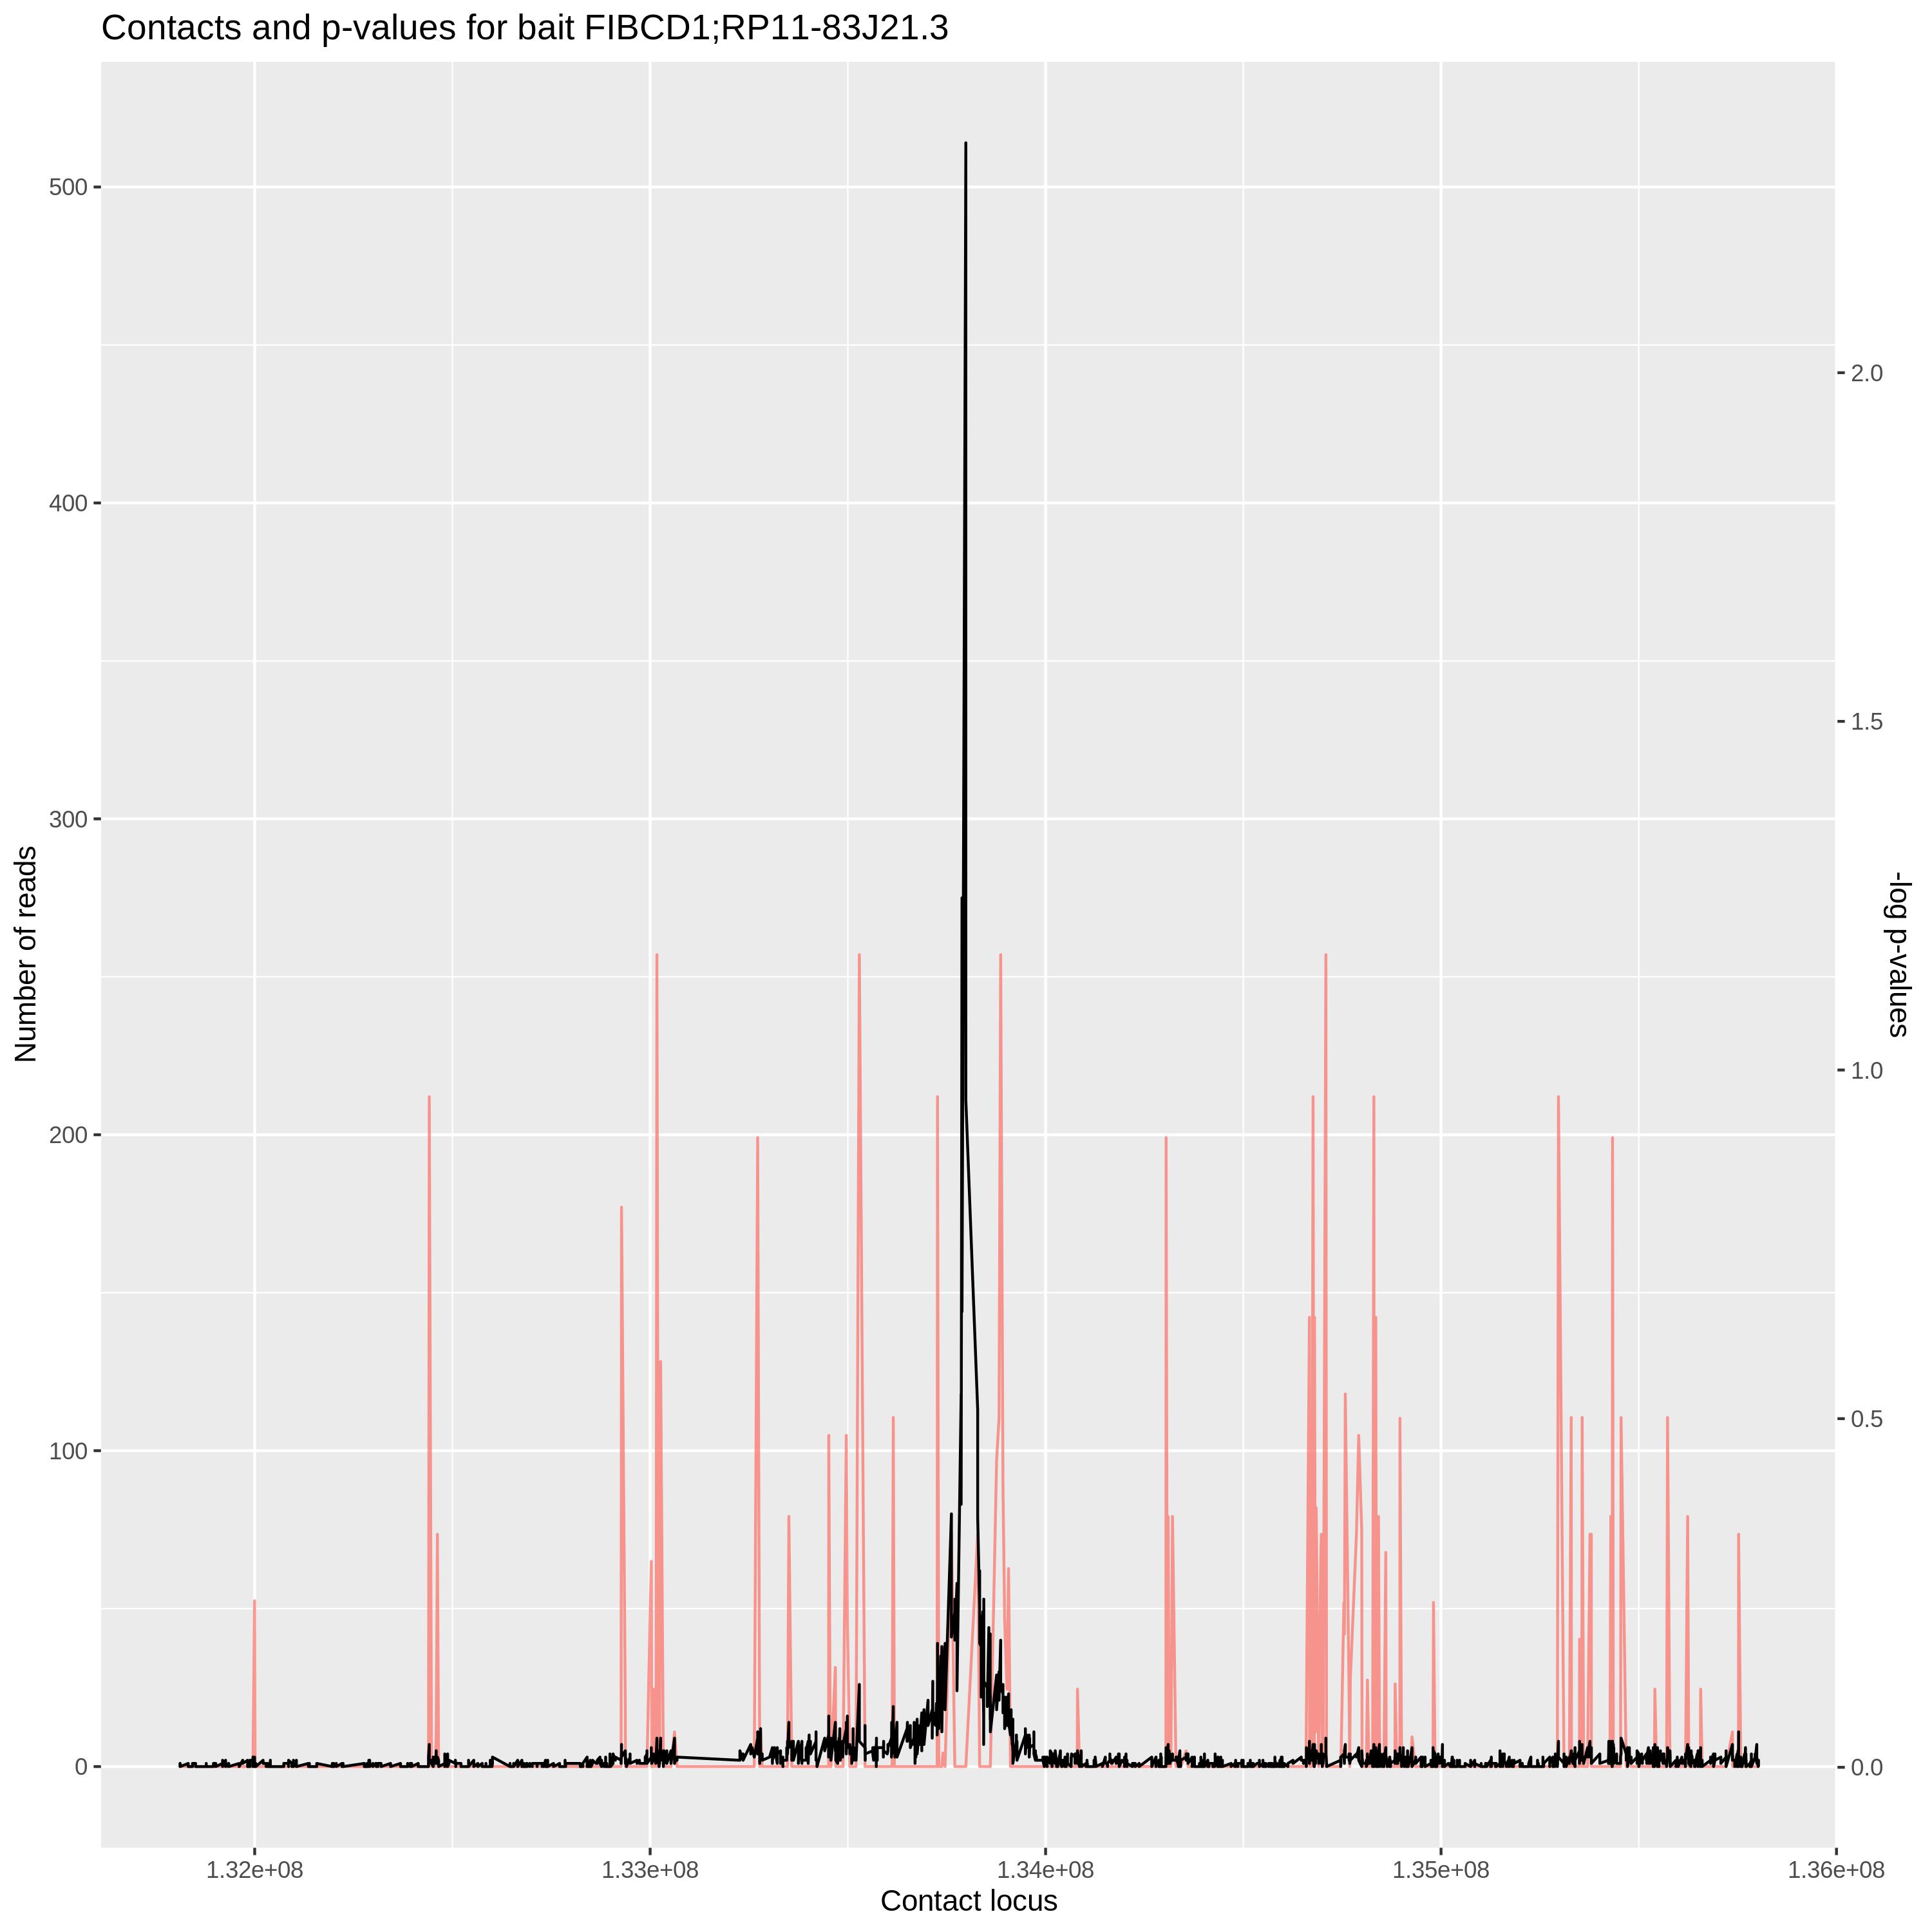 Contacts and p-values for bait FIBCD1;RP11-83J21.3
500
400
300
200
100
0
Number of reads
2.0
1.5
1.0
0.5
0.0
-log p-values
1.32e+08 1.33e+08 1.34e+08 1.35e+08 1.36e+08
Contact locus